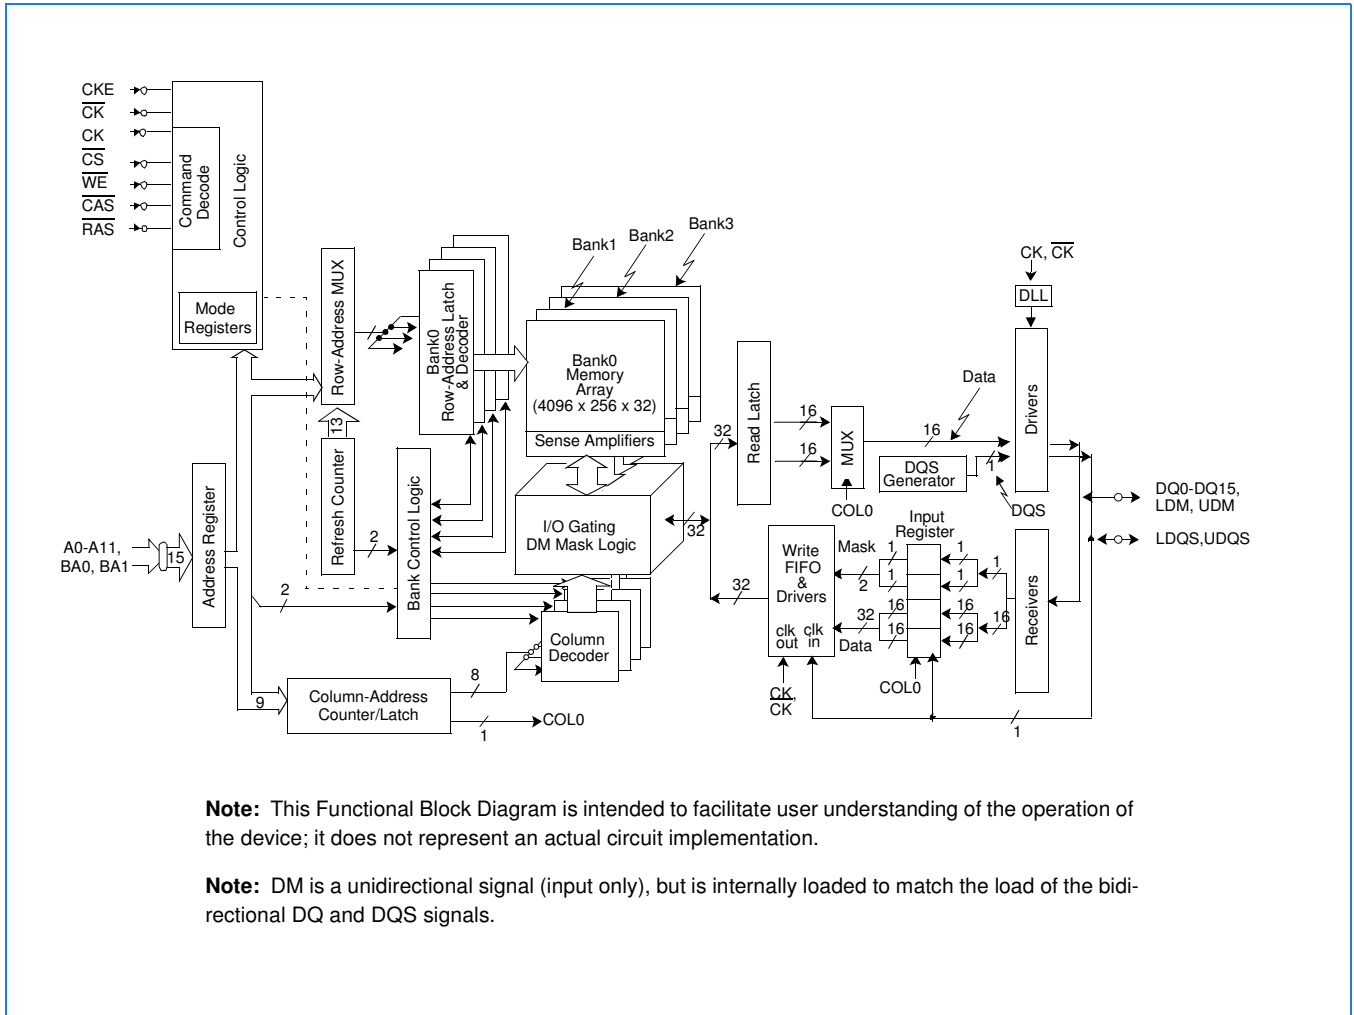 CKE
CK
CK
CS
WE
CAS
RAS
Command Decode
Control Logic
Mode
Registers
Row-Address MUX
13
Refresh Counter
Bank0
Row-Address Latch
& Decoder
Bank1
Bank2
Bank3
Bank0
Memory
Array
(4096 x 256 x 32)
Sense Amplifiers
I/O Gating
DM Mask Logic
Bank Control Logic
2
2
A0-A11,
BA0, BA1
15
Address Register
9
Column-Address
Counter/Latch
8
1
COL0
Column
Decoder
32
32
32
Read Latch
16
16
MUX
COL0
16
Data
DQS
Generator
1
DQS
CK, CK
DLL
Drivers
DQ0-DQ15,
LDM, UDM
LDQS,UDQS
Input
Register
Write
FIFO
&
Drivers
clk
out
clk
in
Mask
2
32
Data
1
1
16
16
1
1
16
16
1
16
Receivers
COL0
CK,
CK
1
Note: This Functional Block Diagram is intended to facilitate user understanding of the operation of
the device; it does not represent an actual circuit implementation.
Note: DM is a unidirectional signal (input only), but is internally loaded to match the load of the bidi-
rectional DQ and DQS signals.